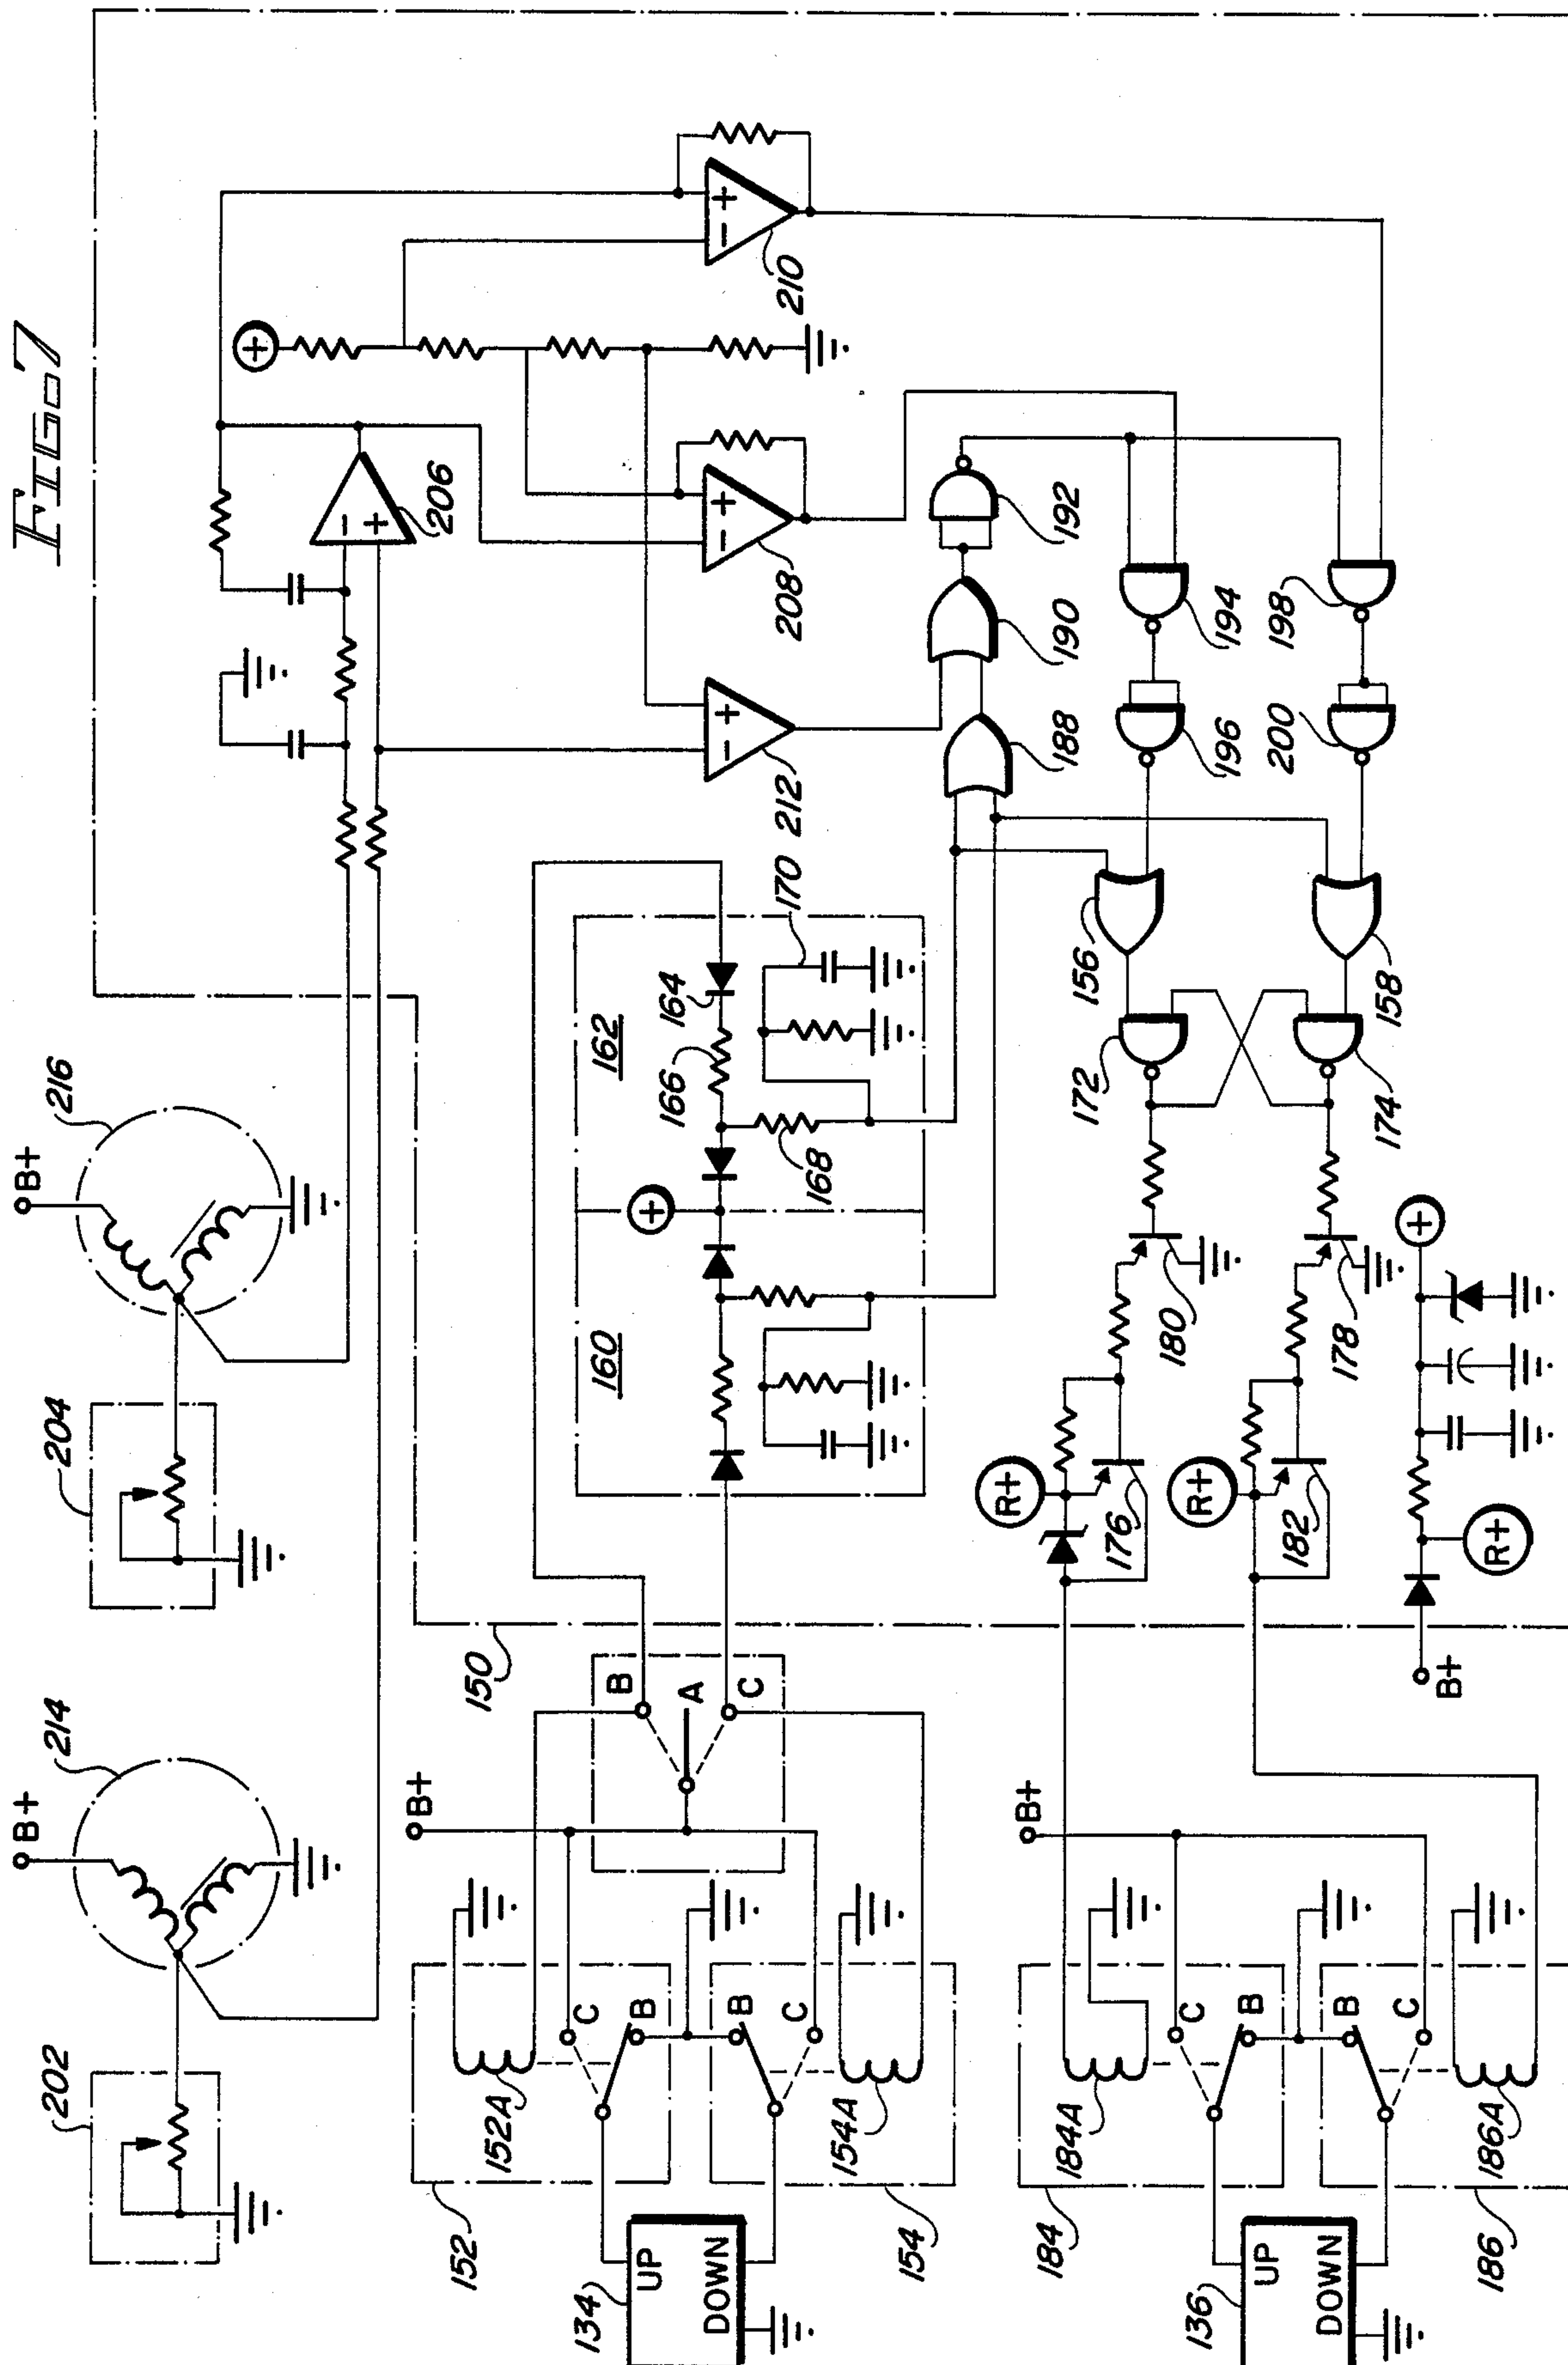 FIG-7
B+
214
202
B+
216
204
206
210
208
212
150
B
A
C
B+
152A
C
B
152
UP
134
DOWN
B
C
154A
154
162
164
166
168
170
160
192
190
188
194
196
198
200
156
158
172
174
180
178
R+
176
R+
182
R+
B+
B+
184A
C
B
184
UP
136
DOWN
B
C
186A
186
+
+
+
− +
− +
− +
− +